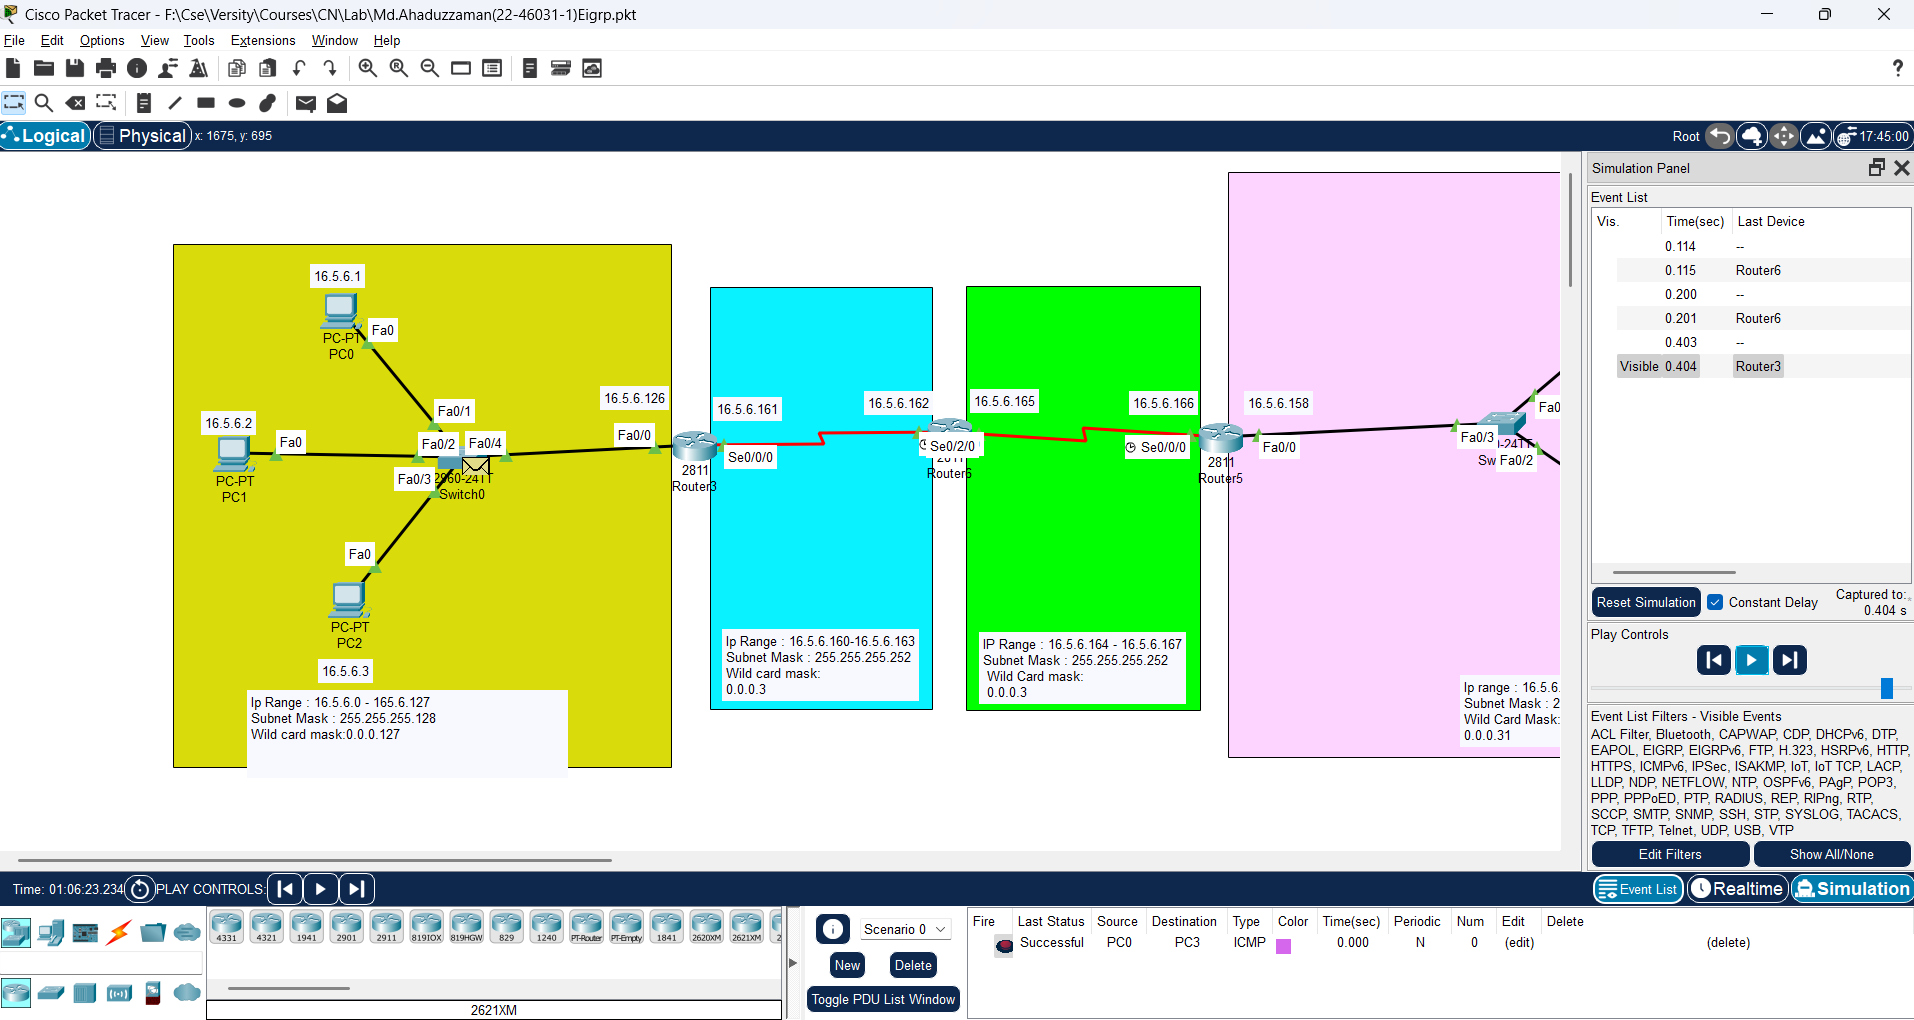 Cisco Packet Tracer - F:\Cse\Versity\Courses\CN\Lab\Md.Ahaduzzaman(22-46031-1)Eigrp.pkt
File Edit Options View Tools Extensions Window Help
Logical Physical x: 1675, y: 695
Root 17:45:00
16.5.6.1
Fa0
PC-PT
PC0
Fa0/1
16.5.6.2
Fa0
PC-PT
PC1
Fa0/2 Fa0/4
Fa0/3 2960-24TT
Switch0
16.5.6.126
Fa0/0
Fa0
PC-PT
PC2
16.5.6.3
Ip Range : 16.5.6.0 - 165.6.127
Subnet Mask : 255.255.255.128
Wild card mask:0.0.0.127
2811
Router3
16.5.6.161
Se0/0/0
16.5.6.162
Ip Range : 16.5.6.160-16.5.6.163
Subnet Mask : 255.255.255.252
Wild card mask:
0.0.0.3
Se0/2/0
2811
Router6
16.5.6.165
16.5.6.166
Se0/0/0
IP Range : 16.5.6.164 - 16.5.6.167
Subnet Mask : 255.255.255.252
Wild Card mask:
0.0.0.3
2811
Router5
16.5.6.158
Fa0/0
Fa0
Fa0/3
-24TT
Sw Fa0/2
Ip range : 16.5.6.
Subnet Mask : 2
Wild Card Mask:
0.0.0.31
Simulation Panel
Event List
Vis. Time(sec) Last Device
0.114 --
0.115 Router6
0.200 --
0.201 Router6
0.403 --
Visible 0.404 Router3
Reset Simulation Constant Delay Captured to:
0.404 s
Play Controls
Event List Filters - Visible Events
ACL Filter, Bluetooth, CAPWAP, CDP, DHCPv6, DTP,
EAPOL, EIGRP, EIGRPv6, FTP, H.323, HSRPv6, HTTP,
HTTPS, ICMPv6, IPSec, ISAKMP, IoT, IoT TCP, LACP,
LLDP, NDP, NETFLOW, NTP, OSPFv6, PAgP, POP3,
PPP, PPPoED, PTP, RADIUS, REP, RIPng, RTP,
SCCP, SMTP, SNMP, SSH, STP, SYSLOG, TACACS,
TCP, TFTP, Telnet, UDP, USB, VTP
Edit Filters Show All/None
Time: 01:06:23.234 PLAY CONTROLS:
Event List Realtime Simulation
4331 4321 1941 2901 2911 819IOX 819HGW 829 1240 PT-Router PT-Empty 1841 2620XM 2621XM 2
2621XM
Scenario 0
New Delete
Toggle PDU List Window
Fire Last Status Source Destination Type Color Time(sec) Periodic Num Edit Delete
Successful PC0 PC3 ICMP 0.000 N 0 (edit) (delete)